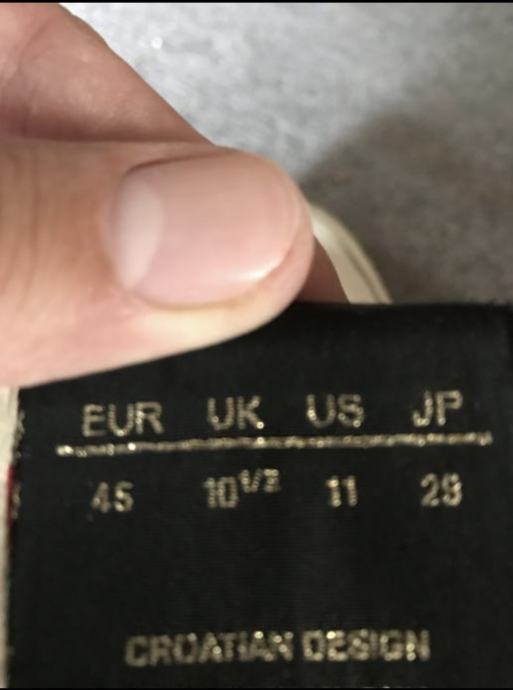 EUR UK US JP
45 10 1/2 11 29
CROATIAN DESIGN